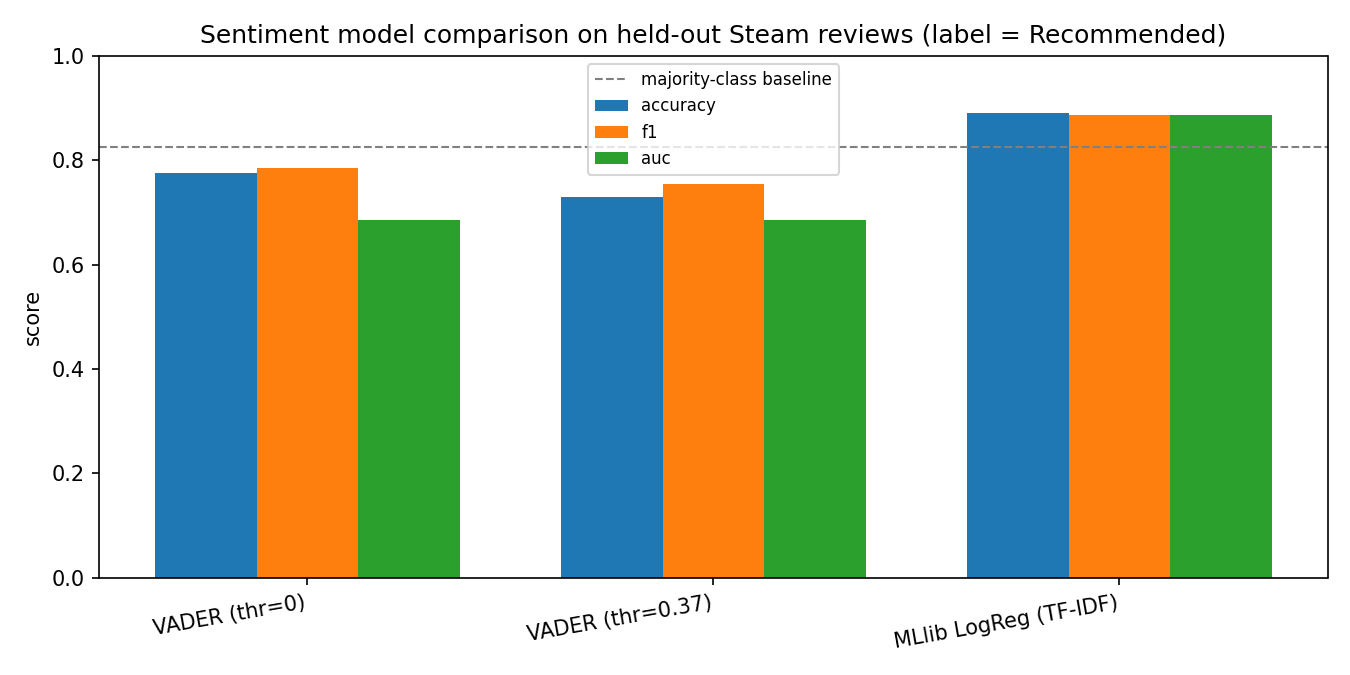 Sentiment model comparison on held-out Steam reviews (label = Recommended)
1.0
0.8
0.6
0.4
0.2
0.0
score
majority-class baseline
accuracy
f1
auc
VADER (thr=0)
VADER (thr=0.37)
MLlib LogReg (TF-IDF)